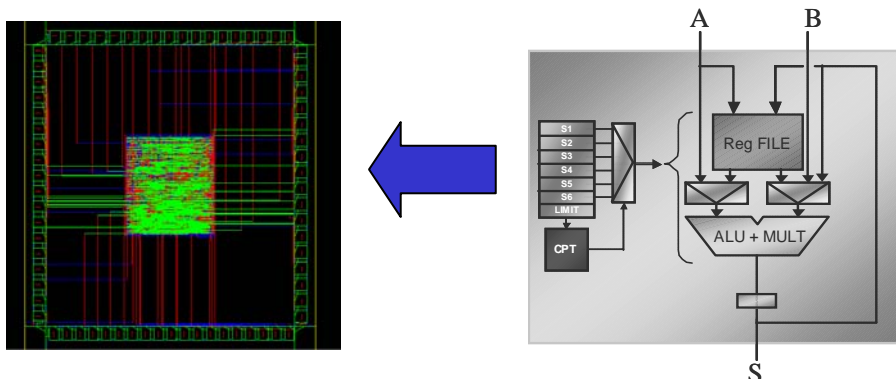 A
B
S1
S2
S3
S4
S5
S6
LIMIT
CPT
Reg FILE
ALU + MULT
S